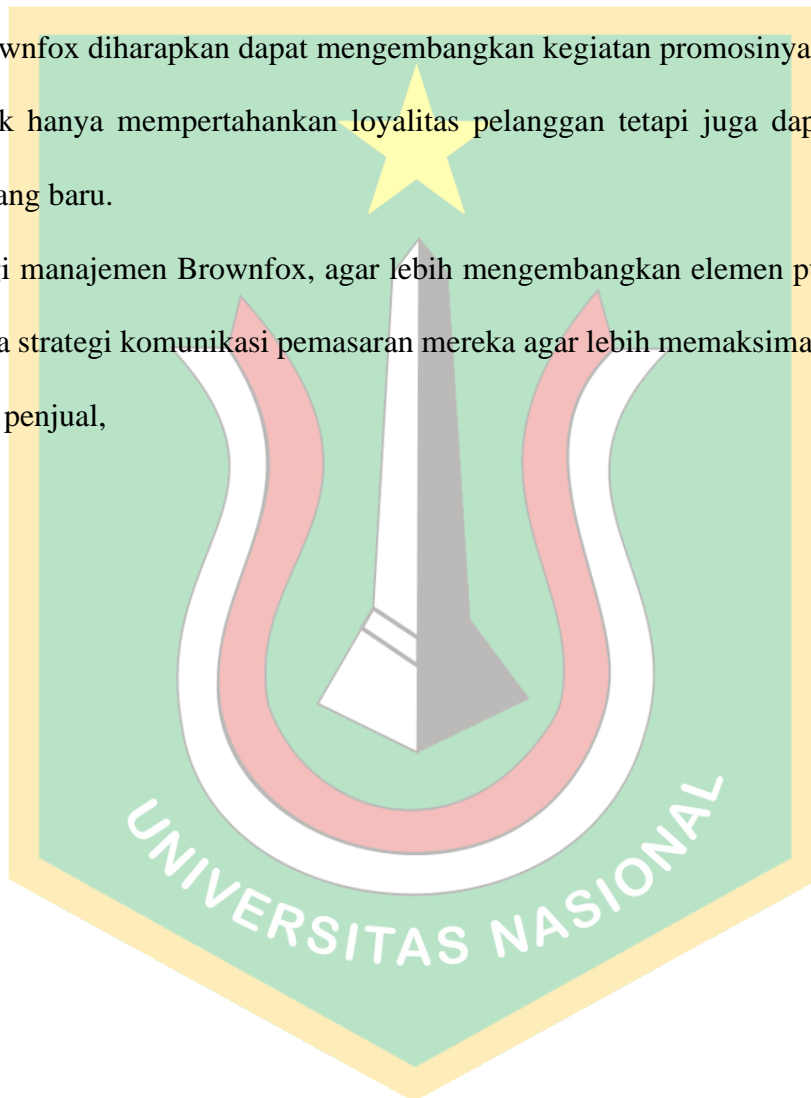 wnfox diharapkan dapat mengembangkan kegiatan promosinya
k hanya mempertahankan loyalitas pelanggan tetapi juga dap
ang baru.
gi manajemen Brownfox, agar lebih mengembangkan elemen p
a strategi komunikasi pemasaran mereka agar lebih memaksima
penjual,
UNIVERSITAS NASIONAL